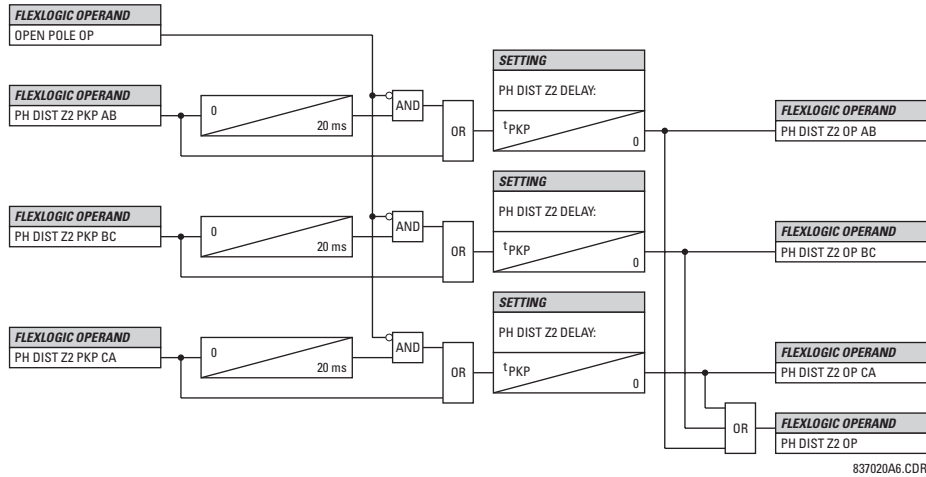 FLEXLOGIC OPERAND
OPEN POLE OP
FLEXLOGIC OPERAND
PH DIST Z2 PKP AB
0
20 ms
AND
OR
SETTING
PH DIST Z2 DELAY:
tPKP
0
FLEXLOGIC OPERAND
PH DIST Z2 OP AB
FLEXLOGIC OPERAND
PH DIST Z2 PKP BC
0
20 ms
AND
OR
SETTING
PH DIST Z2 DELAY:
tPKP
0
FLEXLOGIC OPERAND
PH DIST Z2 OP BC
FLEXLOGIC OPERAND
PH DIST Z2 PKP CA
0
20 ms
AND
OR
SETTING
PH DIST Z2 DELAY:
tPKP
0
FLEXLOGIC OPERAND
PH DIST Z2 OP CA
OR
FLEXLOGIC OPERAND
PH DIST Z2 OP
837020A6.CDR